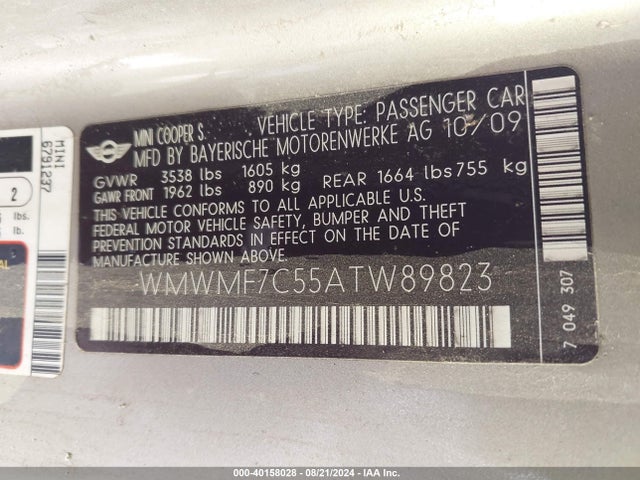 MINI COOPER S VEHICLE TYPE: PASSENGER CAR
MFD BY BAYERISCHE MOTORENWERKE AG 10/09
GVWR 3538 lbs 1605 kg
GAWR FRONT 1962 lbs 890 kg REAR 1664 lbs 755 kg
THIS VEHICLE CONFORMS TO ALL APPLICABLE U.S.
FEDERAL MOTOR VEHICLE SAFETY, BUMPER AND THEFT
PREVENTION STANDARDS IN EFFECT ON THE DATE OF
MANUFACTURE SHOWN ABOVE.
WMWMF7C55ATW89823
7 049 307
MINI
6791237
2
lbs.
lb.
000-40158028 - 08/21/2024 - IAA Inc.